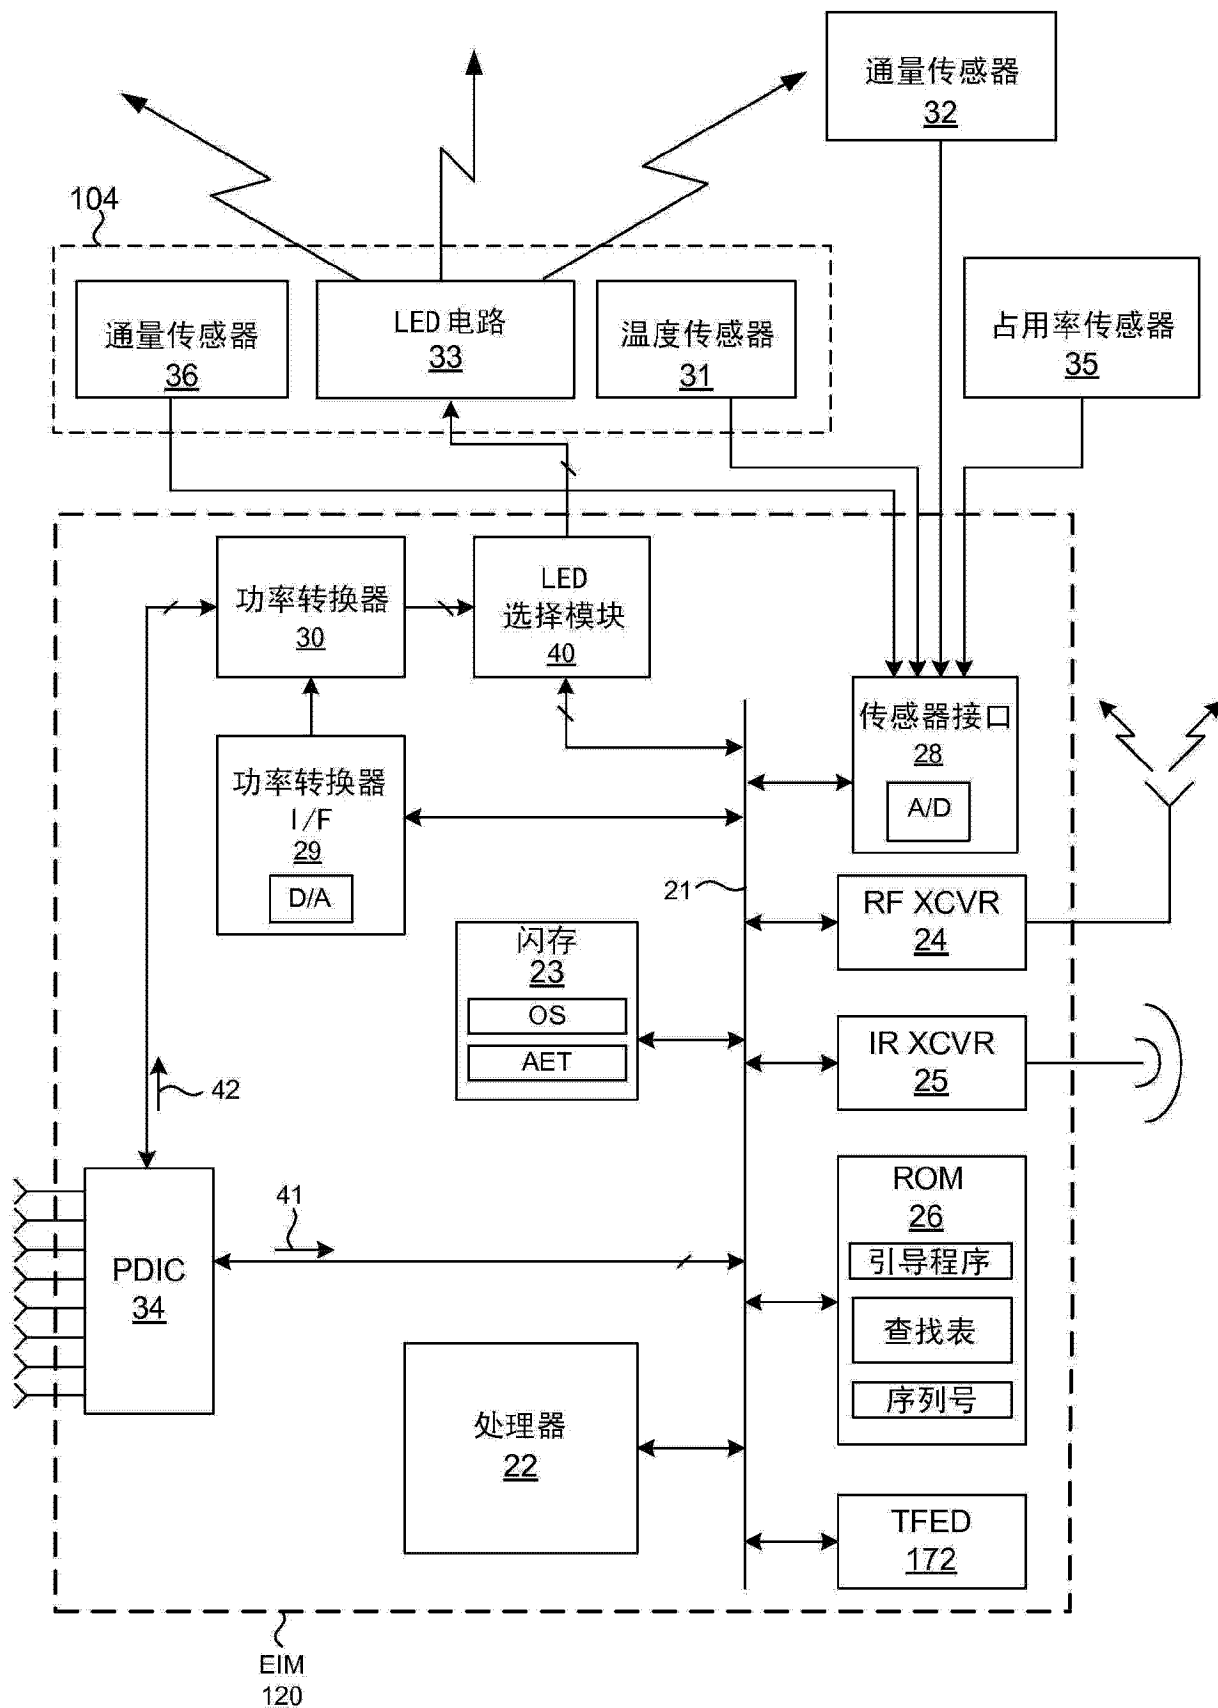 通量传感器
32
104
通量传感器
36
LED 电路
33
温度传感器
31
占用率传感器
35
功率转换器
30
LED
选择模块
40
功率转换器
I/F
29
D/A
传感器接口
28
A/D
21
RF XCVR
24
闪存
23
OS
AET
IR XCVR
25
42
41
PDIC
34
ROM
26
引导程序
查找表
序列号
处理器
22
TFED
172
EIM
120